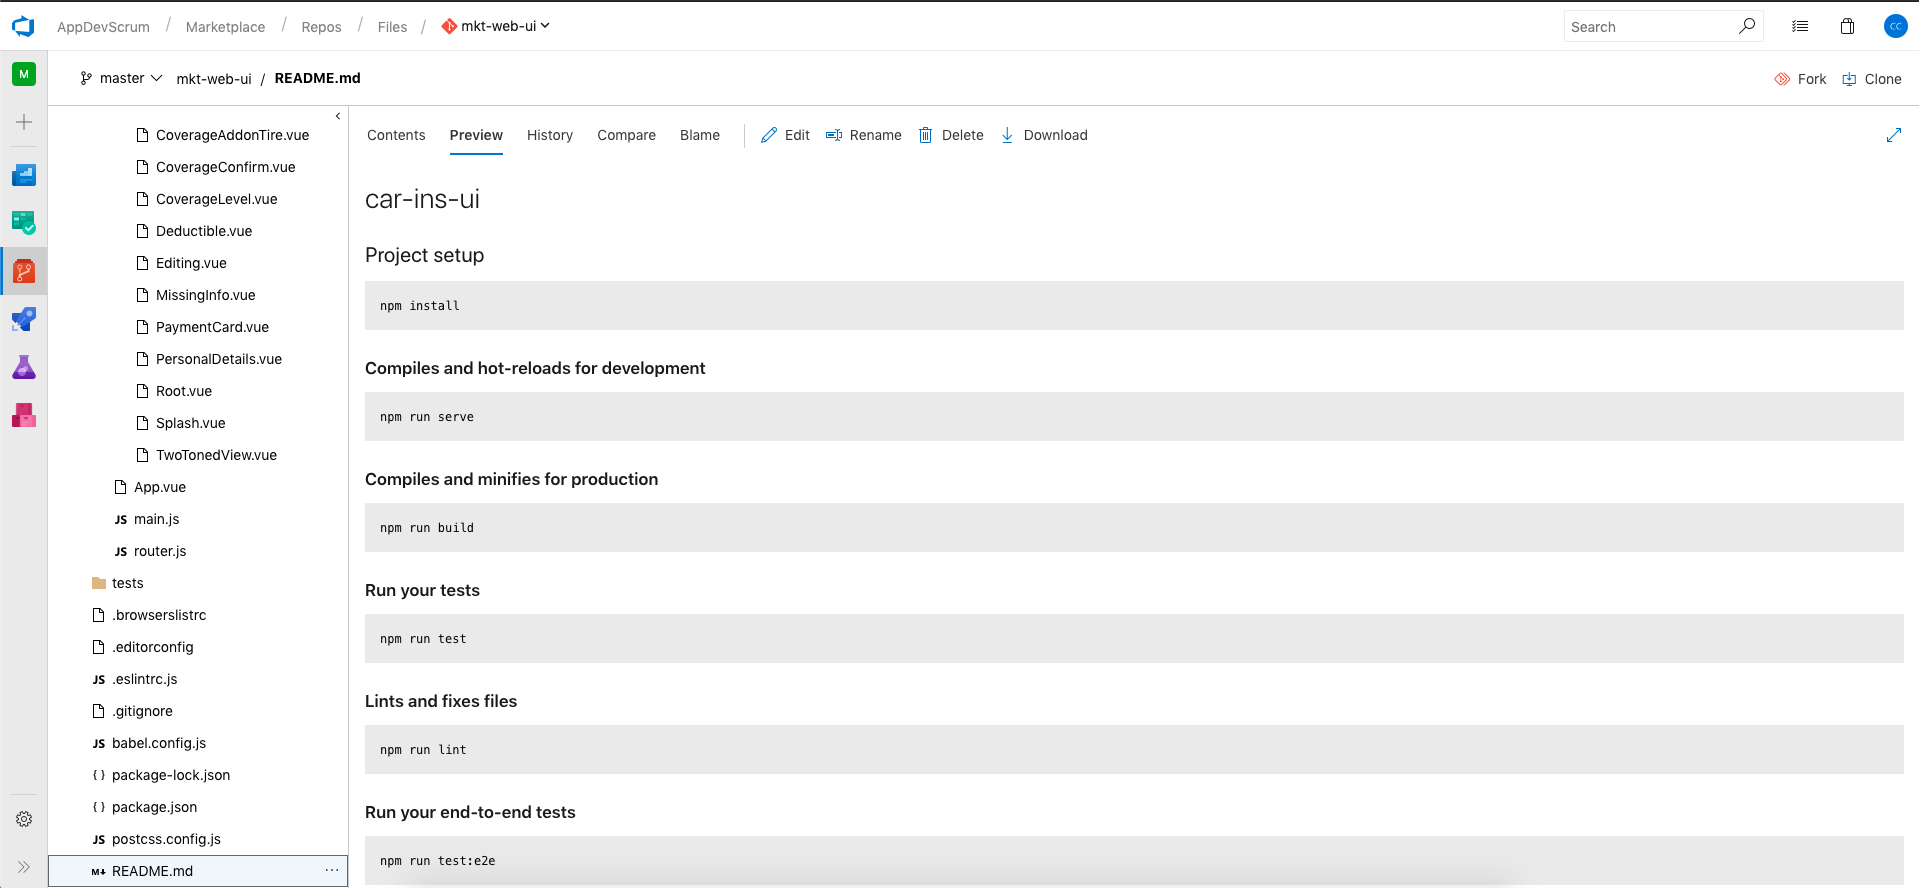 AppDevScrum / Marketplace / Repos / Files / mkt-web-ui
Search
CC
M
master mkt-web-ui / README.md
Fork Clone
CoverageAddonTire.vue
CoverageConfirm.vue
CoverageLevel.vue
Deductible.vue
Editing.vue
MissingInfo.vue
PaymentCard.vue
PersonalDetails.vue
Root.vue
Splash.vue
TwoTonedView.vue
App.vue
JS main.js
JS router.js
tests
.browserslistrc
.editorconfig
JS .eslintrc.js
.gitignore
JS babel.config.js
{ } package-lock.json
{ } package.json
JS postcss.config.js
M↓ README.md ...
Contents Preview History Compare Blame Edit Rename Delete Download
car-ins-ui
Project setup
npm install
Compiles and hot-reloads for development
npm run serve
Compiles and minifies for production
npm run build
Run your tests
npm run test
Lints and fixes files
npm run lint
Run your end-to-end tests
npm run test:e2e